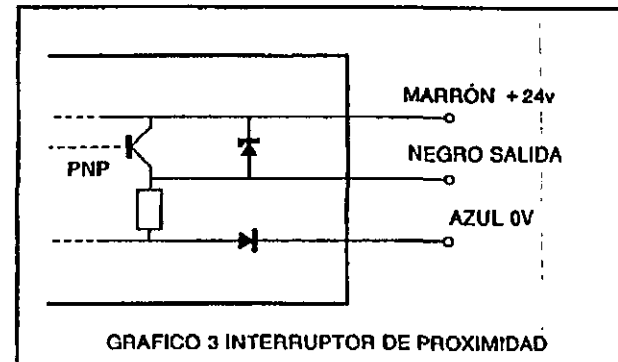 MARRÓN +24v
NEGRO SALIDA
PNP
AZUL 0V
GRAFICO 3 INTERRUPTOR DE PROXIMIDAD